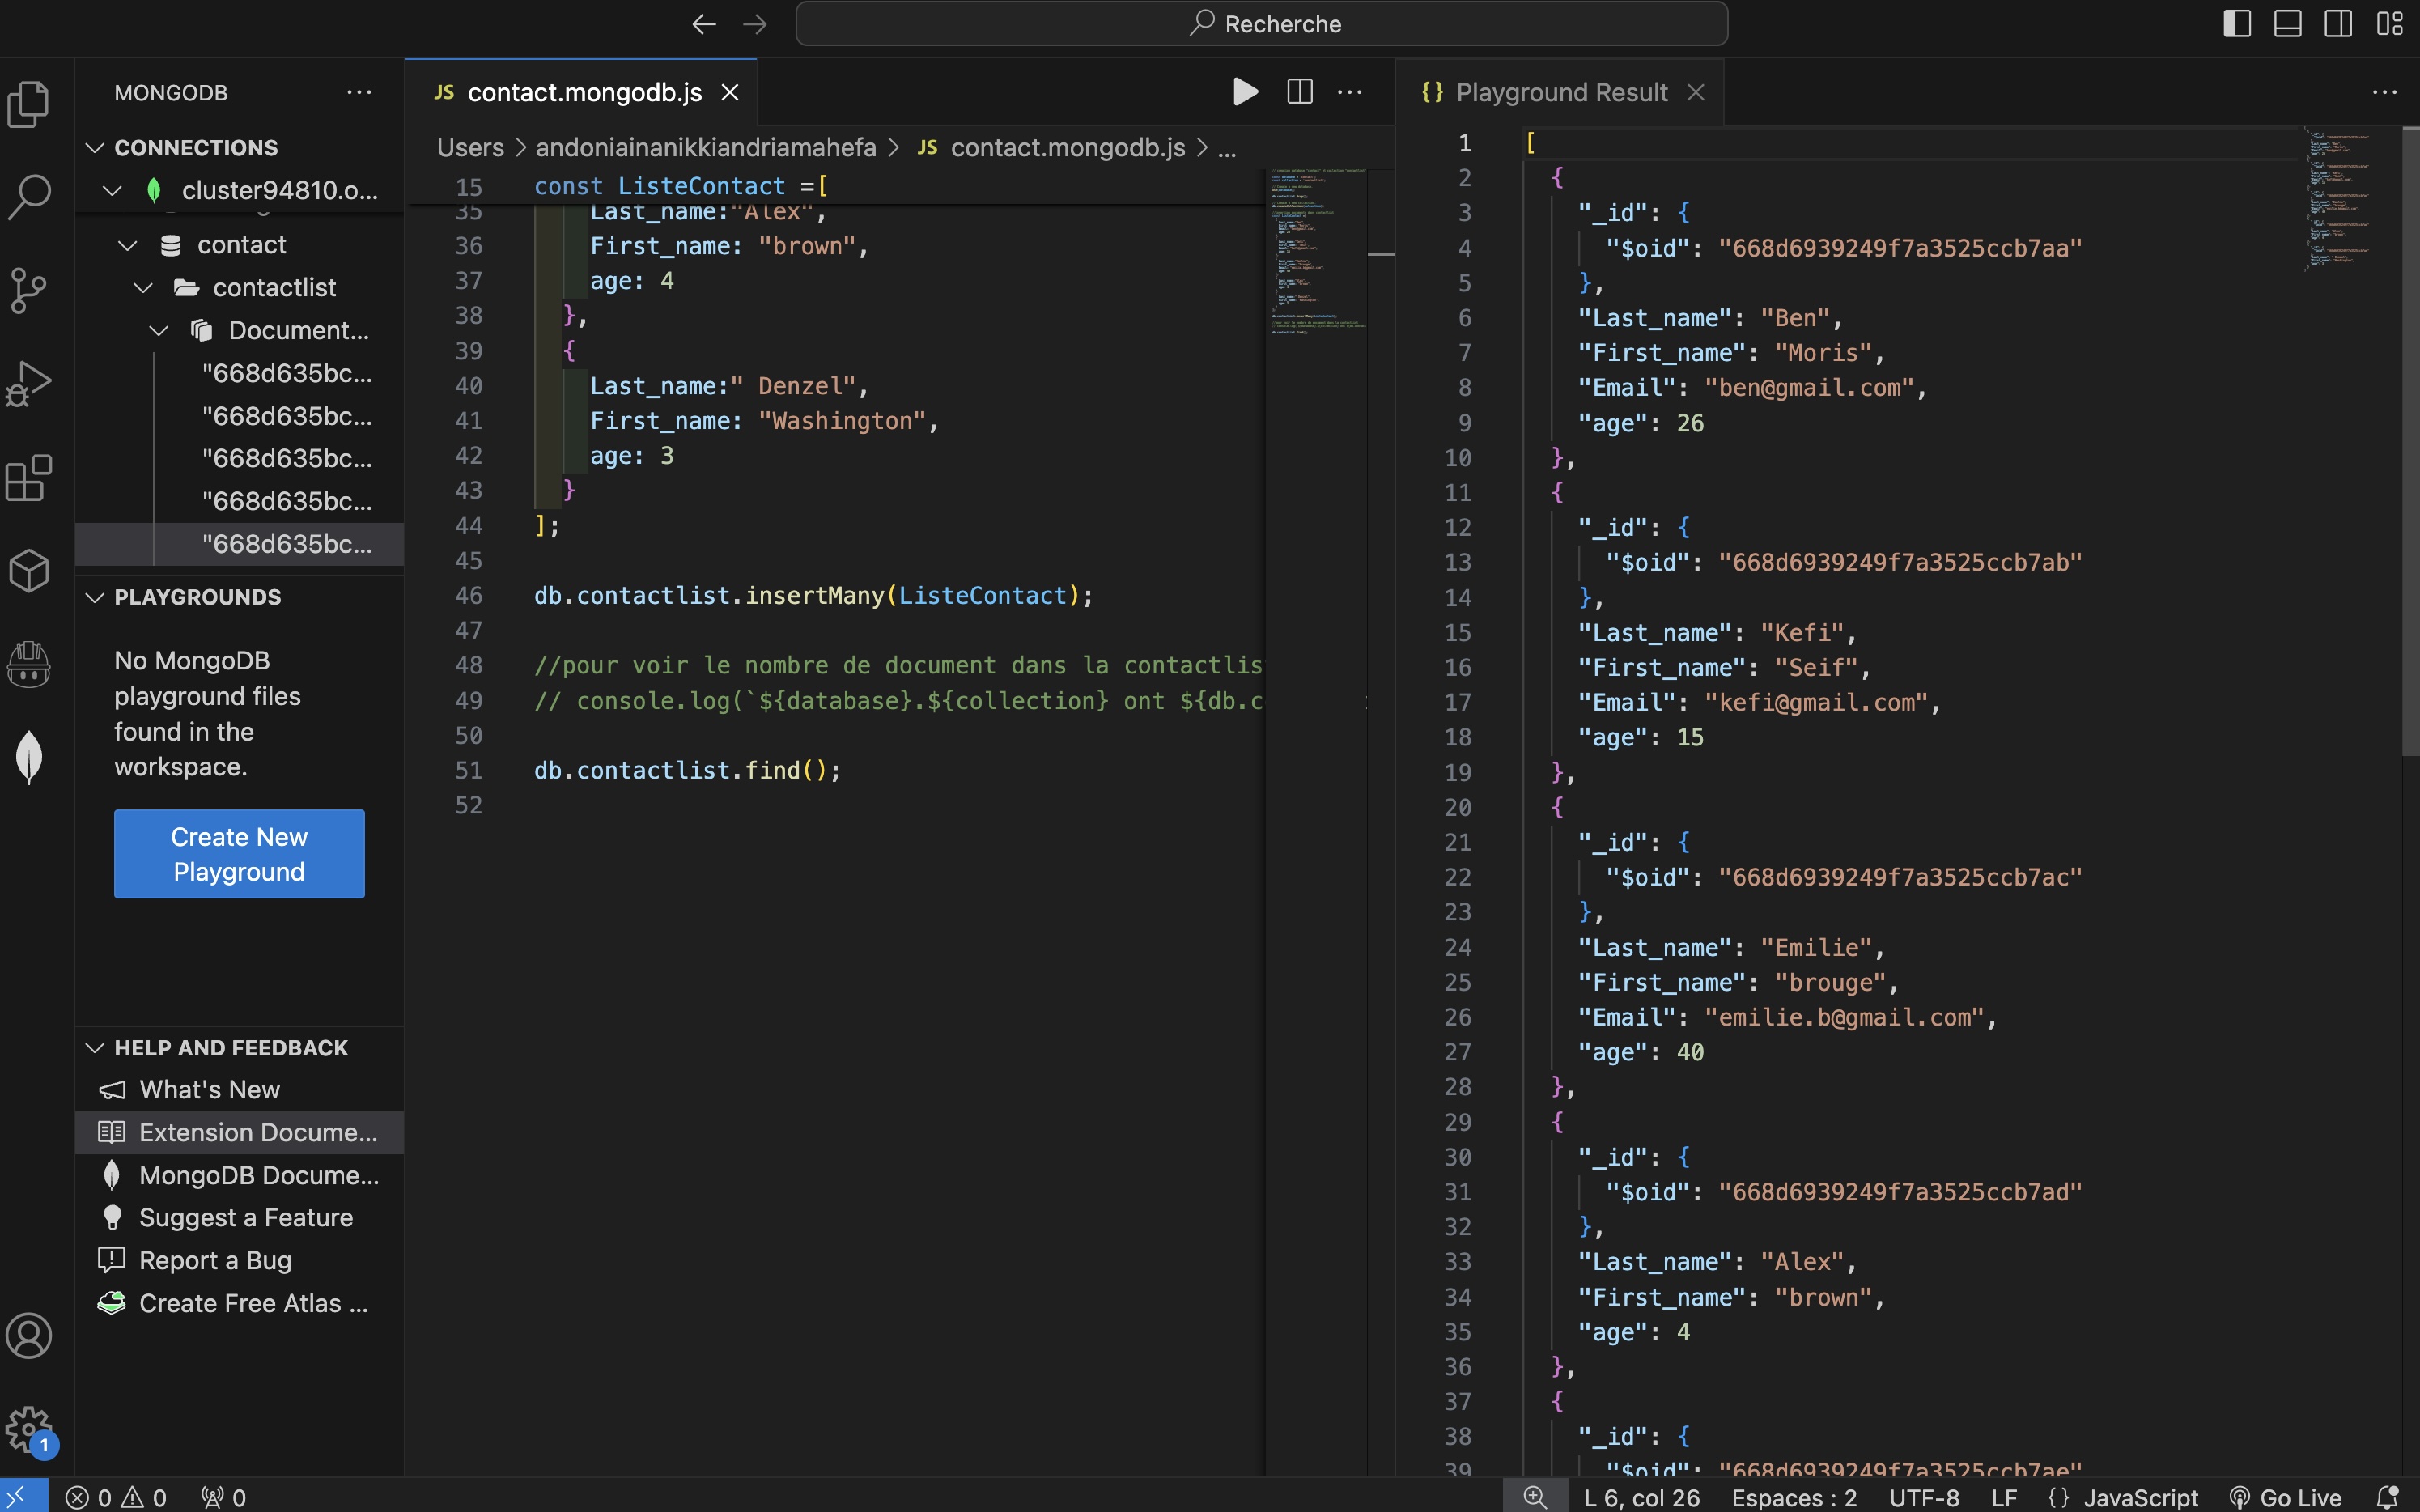 Recherche
MONGODB
CONNECTIONS
cluster94810.o...
contact
contactlist
Document...
"668d635bc...
"668d635bc...
"668d635bc...
"668d635bc...
"668d635bc...
PLAYGROUNDS
No MongoDB
playground files
found in the
workspace.
Create New
Playground
HELP AND FEEDBACK
What's New
Extension Docume...
MongoDB Docume...
Suggest a Feature
Report a Bug
Create Free Atlas ...
1
JS contact.mongodb.js
Users > andoniainanikkiandriamahefa > JS contact.mongodb.js > ...
15 const ListeContact =[
35 Last_name:"Alex",
36 First_name: "brown",
37 age: 4
38 },
39 {
40 Last_name:" Denzel",
41 First_name: "Washington",
42 age: 3
43 }
44 ];
45
46 db.contactlist.insertMany(ListeContact);
47
48 //pour voir le nombre de document dans la contactlis
49 // console.log(`${database}.${collection} ont ${db.c
50
51 db.contactlist.find();
52
{} Playground Result
1 [
2 {
3 "_id": {
4 "$oid": "668d6939249f7a3525ccb7aa"
5 },
6 "Last_name": "Ben",
7 "First_name": "Moris",
8 "Email": "ben@gmail.com",
9 "age": 26
10 },
11 {
12 "_id": {
13 "$oid": "668d6939249f7a3525ccb7ab"
14 },
15 "Last_name": "Kefi",
16 "First_name": "Seif",
17 "Email": "kefi@gmail.com",
18 "age": 15
19 },
20 {
21 "_id": {
22 "$oid": "668d6939249f7a3525ccb7ac"
23 },
24 "Last_name": "Emilie",
25 "First_name": "brouge",
26 "Email": "emilie.b@gmail.com",
27 "age": 40
28 },
29 {
30 "_id": {
31 "$oid": "668d6939249f7a3525ccb7ad"
32 },
33 "Last_name": "Alex",
34 "First_name": "brown",
35 "age": 4
36 },
37 {
38 "_id": {
39 "$oid": "668d6939249f7a3525ccb7ae"
0 0 0
L 6, col 26 Espaces : 2 UTF-8 LF {} JavaScript Go Live